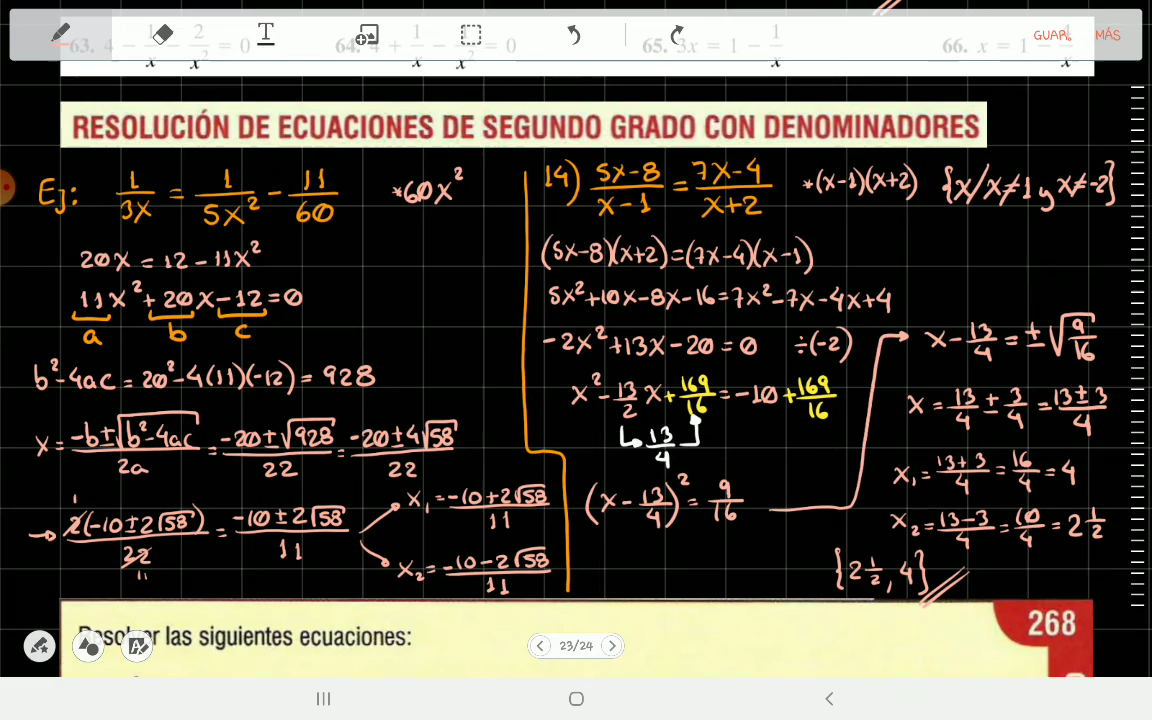 63. 4 - 1/x - 2/x² = 0
64. 4 + 1/x - 1/x² = 0
65. 3x = 1 - 1/x
66. x = 1 - 4/x
T
GUAR.
MÁS
RESOLUCIÓN DE ECUACIONES DE SEGUNDO GRADO CON DENOMINADORES
Ej: 1/3x = 1/5x² - 11/60 *60x²
20x = 12 - 11x²
11x² + 20x - 12 = 0
a b c
b² - 4ac = 20² - 4(11)(-12) = 928
x = (-b ± √(b² - 4ac))/2a = (-20 ± √928)/22 = (-20 ± 4√58)/22
→ 2(-10 ± 2√58)/22 = (-10 ± 2√58)/11
1
11
x₁ = (-10 + 2√58)/11
x₂ = (-10 - 2√58)/11
14) (5x-8)/(x-1) = (7x-4)/(x+2) *(x-1)(x+2) {x/x≠1 y x≠-2}
(5x-8)(x+2) = (7x-4)(x-1)
5x² + 10x - 8x - 16 = 7x² - 7x - 4x + 4
-2x² + 13x - 20 = 0 ÷(-2)
x² - 13/2 x + 169/16 = -10 + 169/16
13/4
(x - 13/4)² = 9/16
x - 13/4 = ± √(9/16)
x = 13/4 ± 3/4 = (13 ± 3)/4
x₁ = (13+3)/4 = 16/4 = 4
x₂ = (13-3)/4 = 10/4 = 2 1/2
{2 1/2, 4}
Resolver las siguientes ecuaciones:
268
23/24